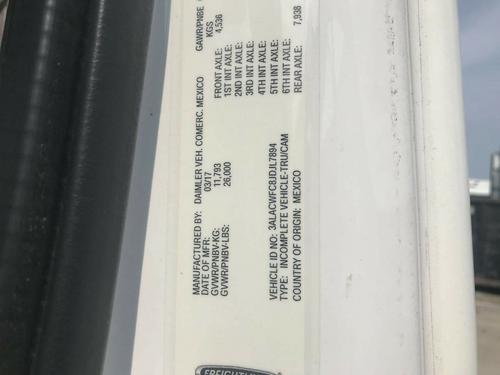 MANUFACTURED BY: DAIMLER VEH. COMERC. MEXICO
DATE OF MFR: 03/17
GVWR/PNBV-KG: 11,793
GVWR/PNBV-LBS: 26,000
GAWR/PNBE
KGS
FRONT AXLE: 4,536
1ST INT AXLE:
2ND INT AXLE:
3RD INT AXLE:
4TH INT AXLE:
5TH INT AXLE:
6TH INT AXLE:
REAR AXLE: 7,938
VEHICLE ID NO: 3ALACWFC8JDJL7894
TYPE: INCOMPLETE VEHICLE-TRU/CAM
COUNTRY OF ORIGIN: MEXICO